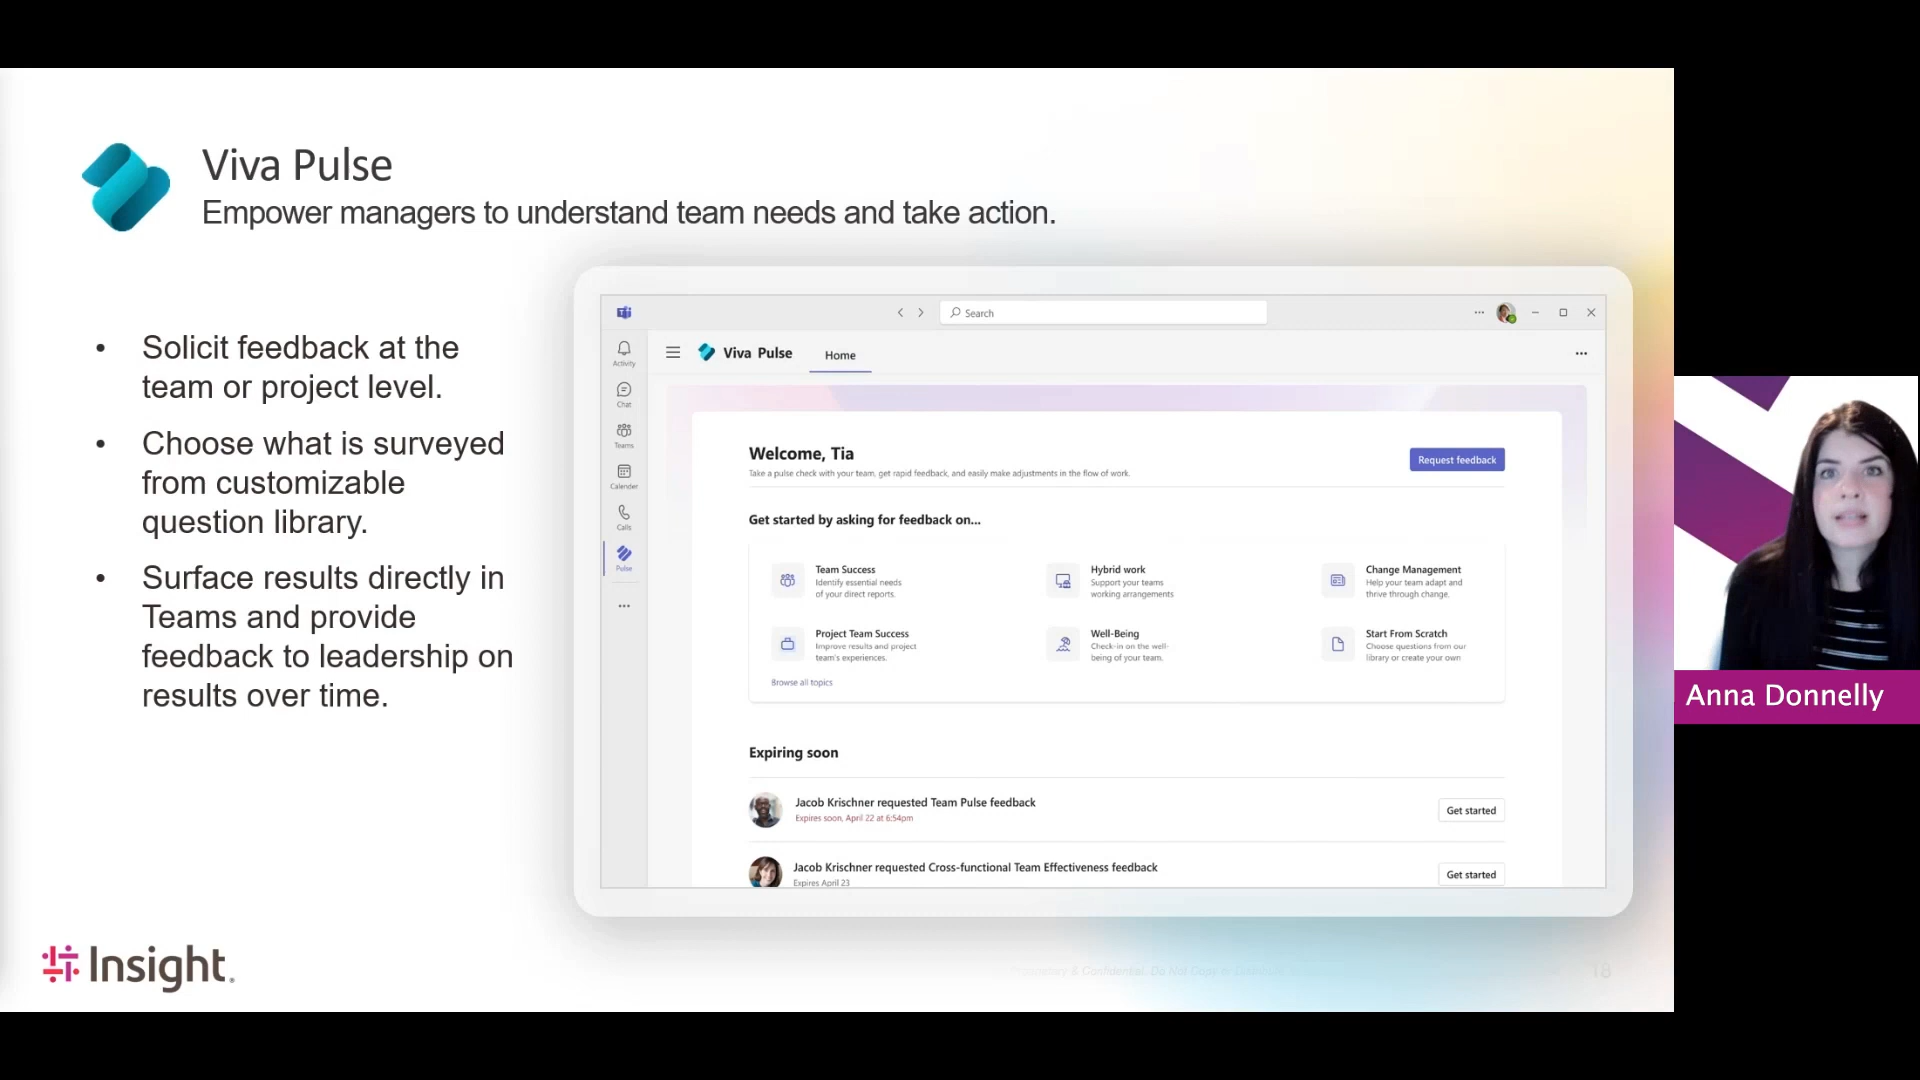 Viva Pulse
Empower managers to understand team needs and take action.
• Solicit feedback at the
team or project level.
• Choose what is surveyed
from customizable
question library.
• Surface results directly in
Teams and provide
feedback to leadership on
results over time.
Search
Activity
Chat
Teams
Calender
Calls
Pulse
Viva Pulse
Home
Welcome, Tia
Take a pulse check with your team, get rapid feedback, and easily make adjustments in the flow of work.
Request feedback
Get started by asking for feedback on...
Team Success
Identify essential needs
of your direct reports.
Hybrid work
Support your teams
working arrangements
Change Management
Help your team adapt and
thrive through change.
Project Team Success
Improve results and project
team's experiences.
Well-Being
Check-in on the well-
being of your team.
Start From Scratch
Choose questions from our
library or create your own
Browse all topics
Expiring soon
Jacob Krischner requested Team Pulse feedback
Expires soon, April 22 at 6:54pm
Get started
Jacob Krischner requested Cross-functional Team Effectiveness feedback
Expires April 23
Get started
Anna Donnelly
Insight.
Proprietary & Confidential. Do Not Copy or
18